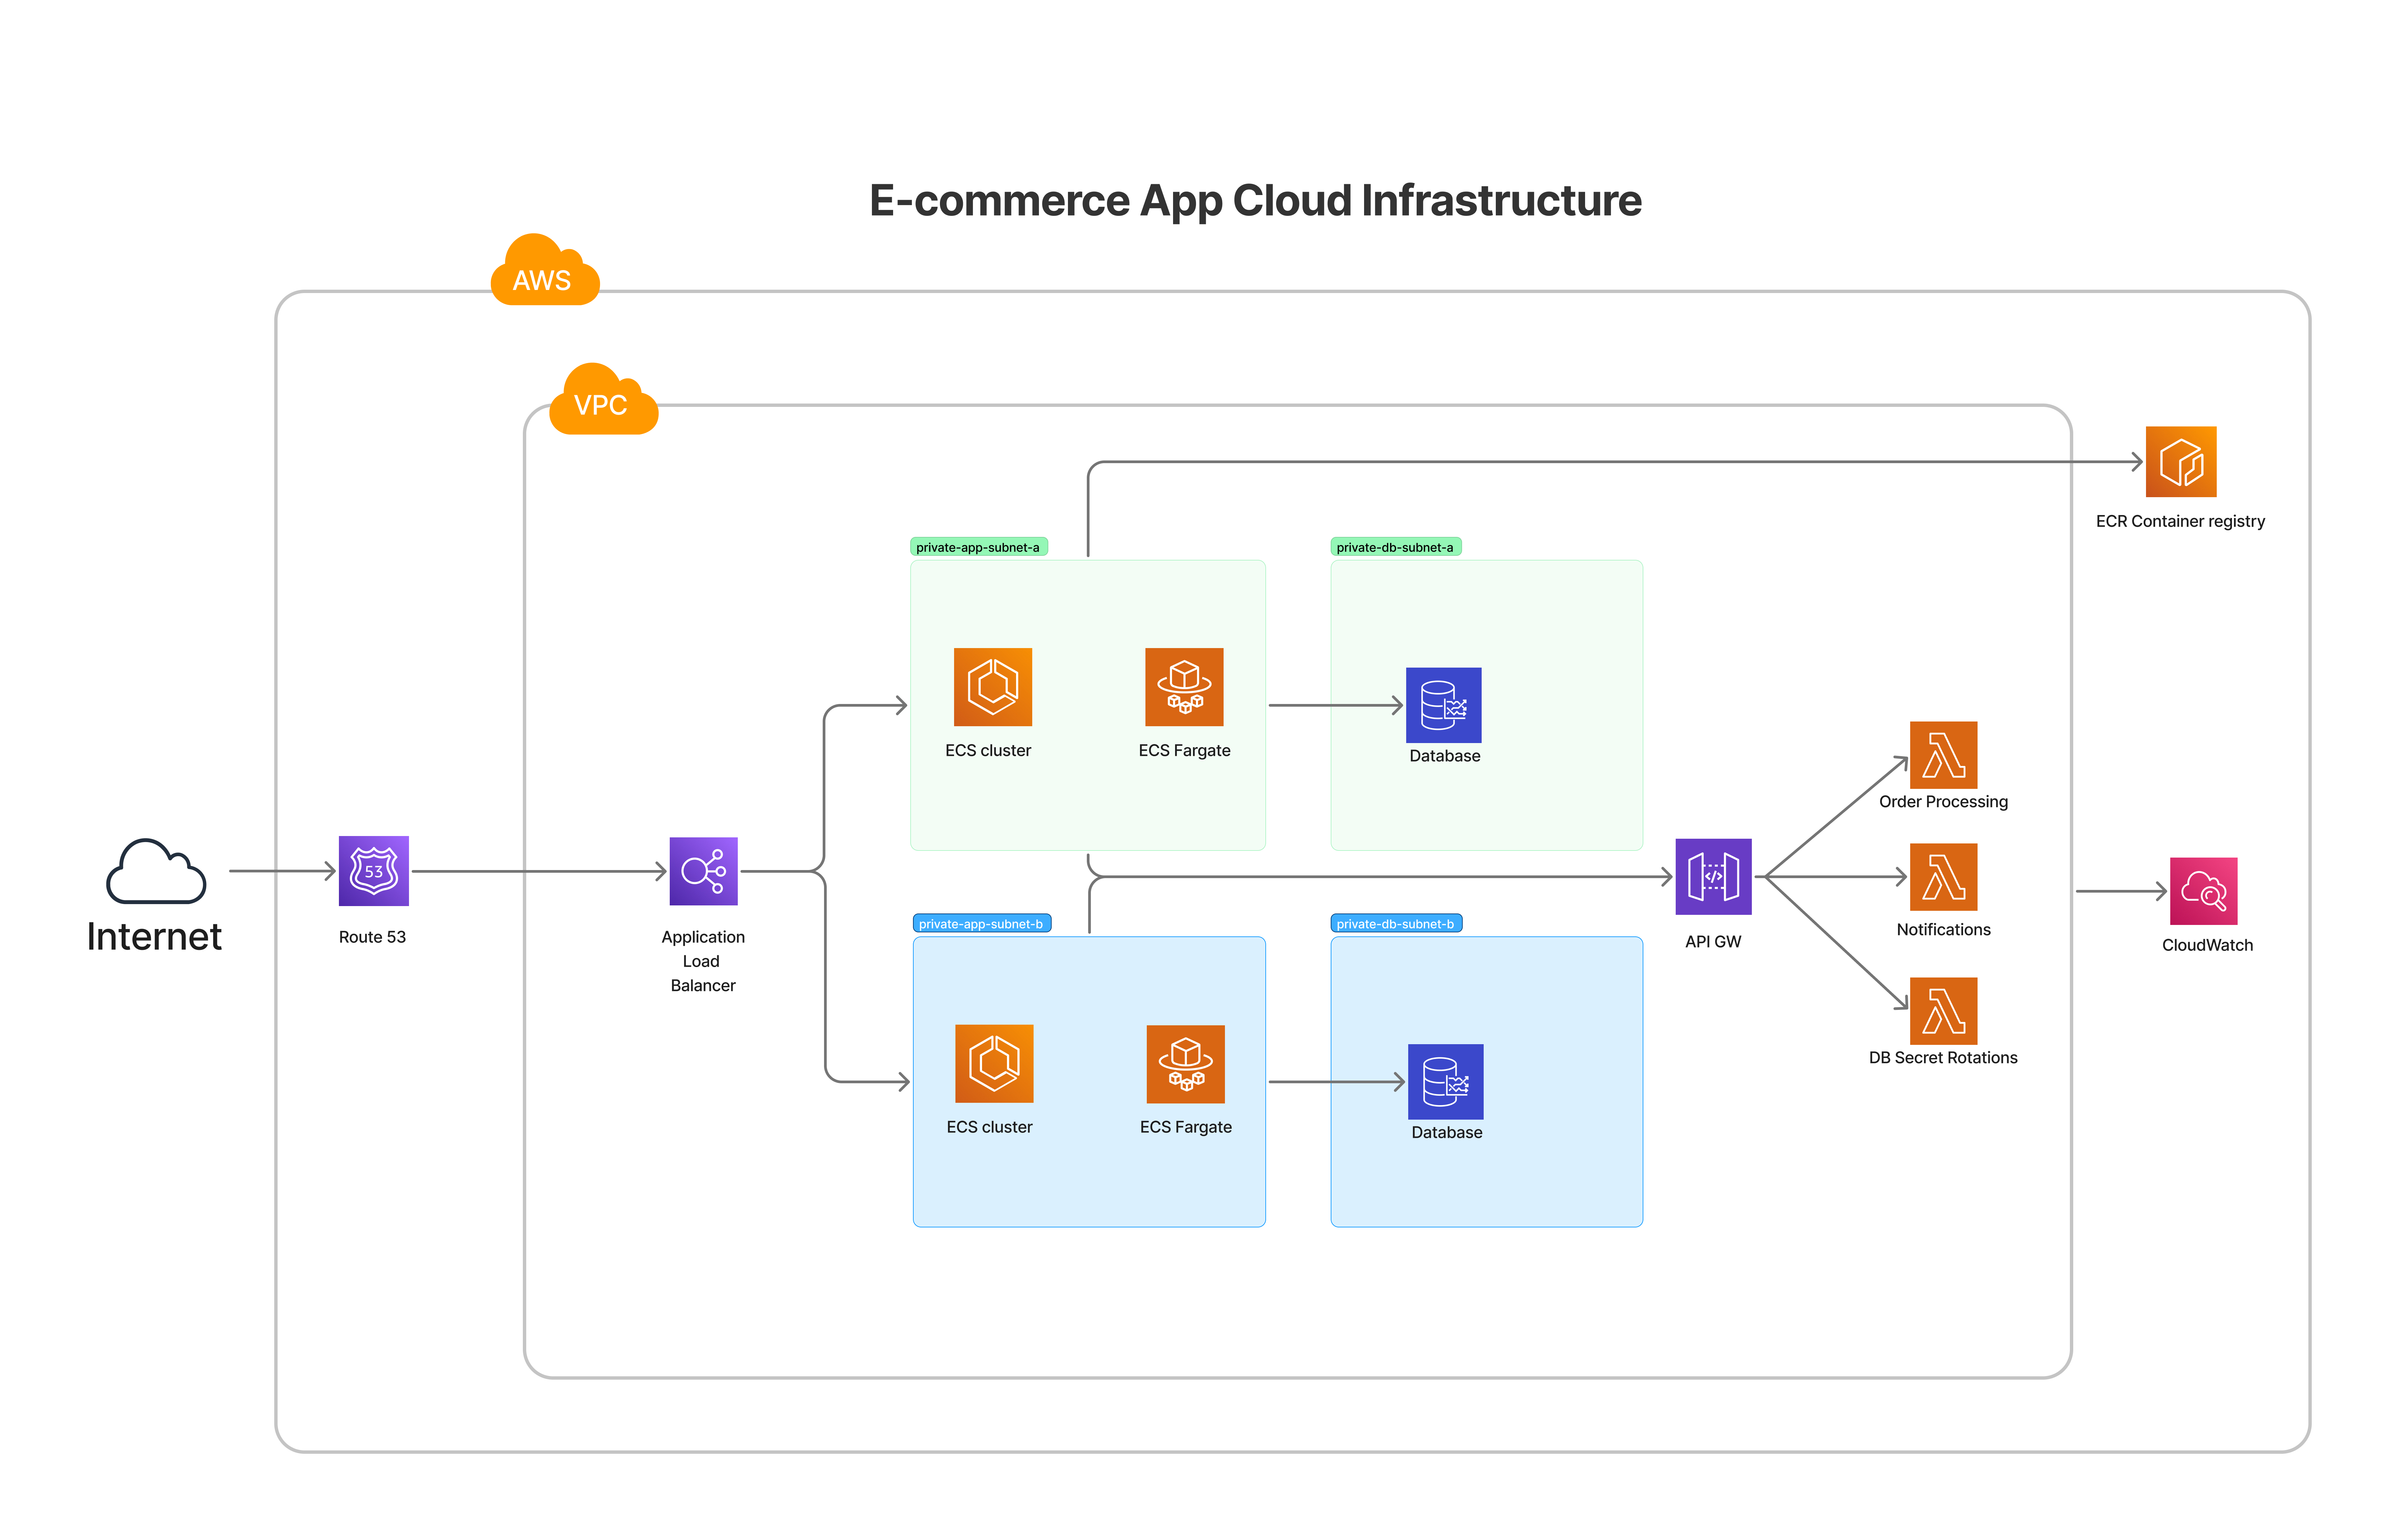 E-commerce App Cloud Infrastructure
AWS
VPC
ECR Container registry
private-app-subnet-a
private-db-subnet-a
ECS cluster
ECS Fargate
Database
Order Processing
Internet
53
Route 53
Application
Load
Balancer
private-app-subnet-b
private-db-subnet-b
</>
API GW
Notifications
CloudWatch
DB Secret Rotations
ECS cluster
ECS Fargate
Database